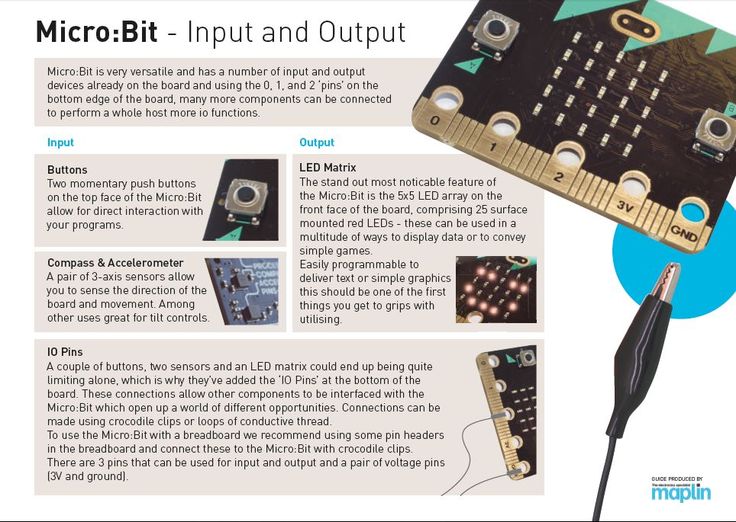 Micro:Bit - Input and Output
Micro:Bit is very versatile and has a number of input and output
devices already on the board and using the 0, 1, and 2 ‘pins’ on the
bottom edge of the board, many more components can be connected
to perform a whole host more io functions.
Input
Buttons
Two momentary push buttons
on the top face of the Micro:Bit
allow for direct interaction with
your programs.
Compass & Accelerometer
A pair of 3-axis sensors allow
you to sense the direction of the
board and movement. Among
other uses great for tilt controls.
Output
LED Matrix
The stand out most noticable feature of
the Micro:Bit is the 5x5 LED array on the
front face of the board, comprising 25 surface
mounted red LEDs - these can be used in a
multitude of ways to display data or to convey
simple games.
Easily programmable to
deliver text or simple graphics
this should be one of the first
things you get to grips with
utilising.
IO Pins
A couple of buttons, two sensors and an LED matrix could end up being quite
limiting alone, which is why they’ve added the ‘IO Pins’ at the bottom of the
board. These connections allow other components to be interfaced with the
Micro:Bit which open up a world of different opportunities. Connections can be
made using crocodile clips or loops of conductive thread.
To use the Micro:Bit with a breadboard we recommend using some pin headers
in the breadboard and connect these to the Micro:Bit with crocodile clips.
There are 3 pins that can be used for input and output and a pair of voltage pins
(3V and ground).
A
B
0
1
2
3V
GND
GUIDE PRODUCED BY
The electronics specialist
maplin